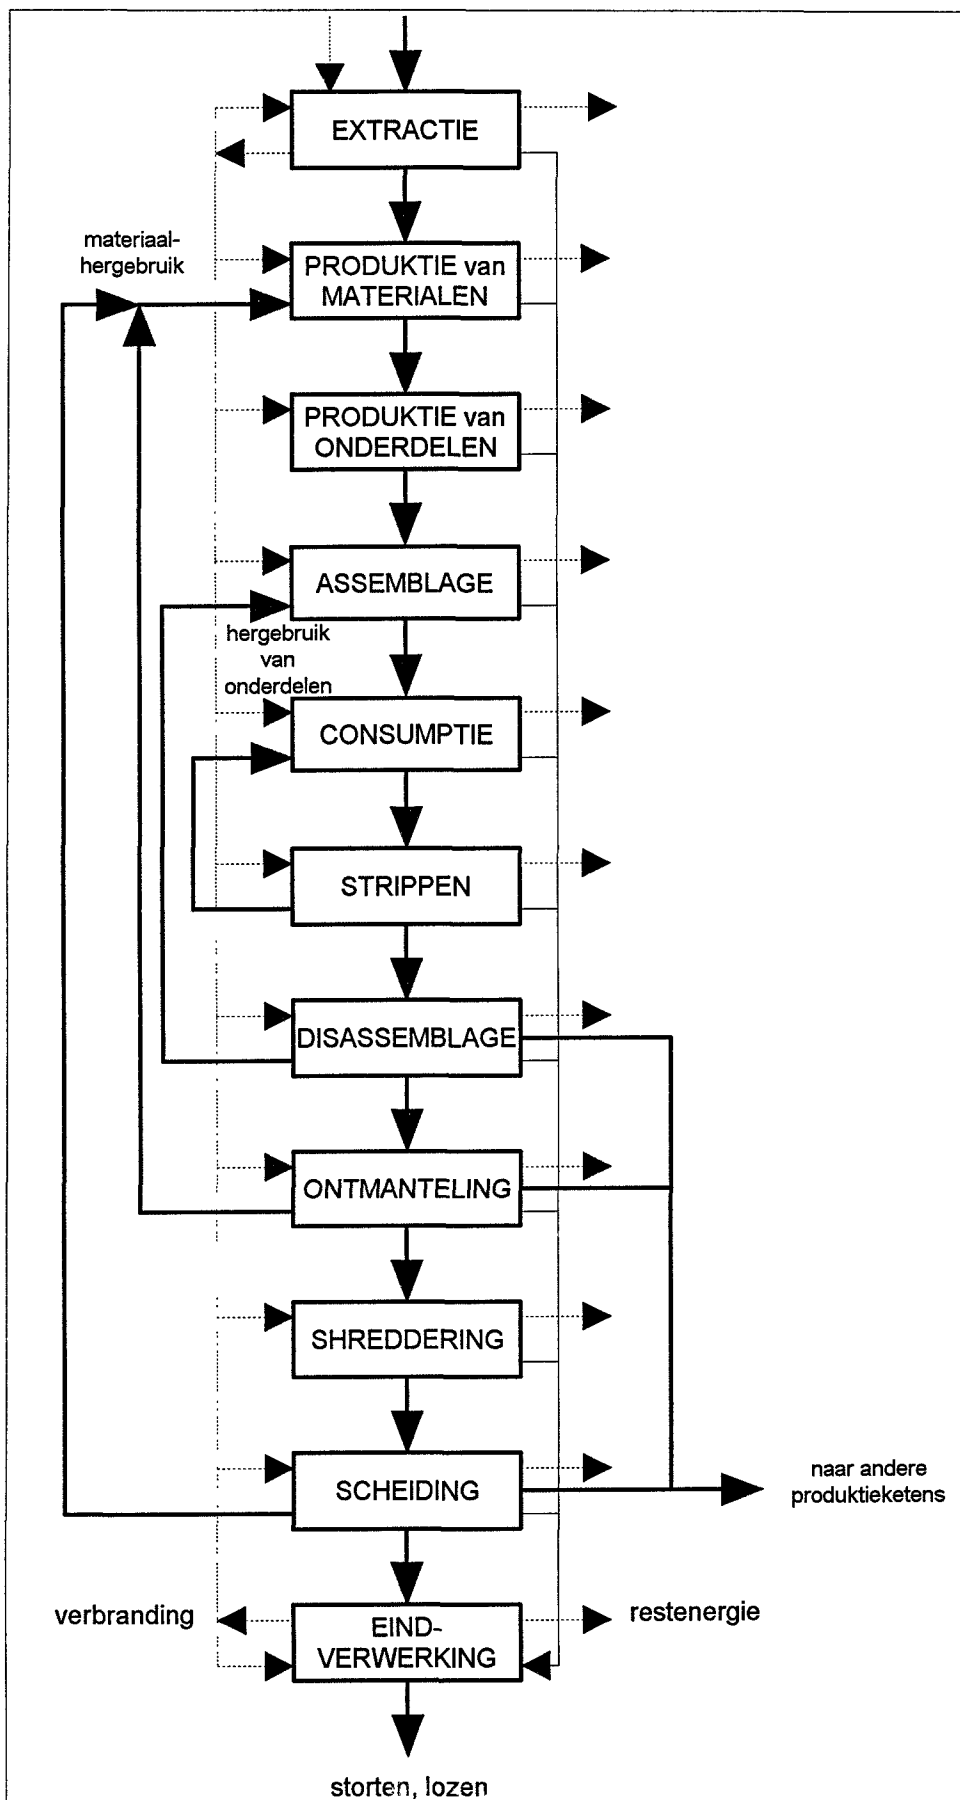 EXTRACTIE
materiaal-
hergebruik
PRODUKTIE van
MATERIALEN
PRODUKTIE van
ONDERDELEN
ASSEMBLAGE
hergebruik
van
onderdelen
CONSUMPTIE
STRIPPEN
DISASSEMBLAGE
ONTMANTELING
SHREDDERING
SCHEIDING
naar andere
produktieketens
verbranding
EIND-
VERWERKING
restenergie
storten, lozen